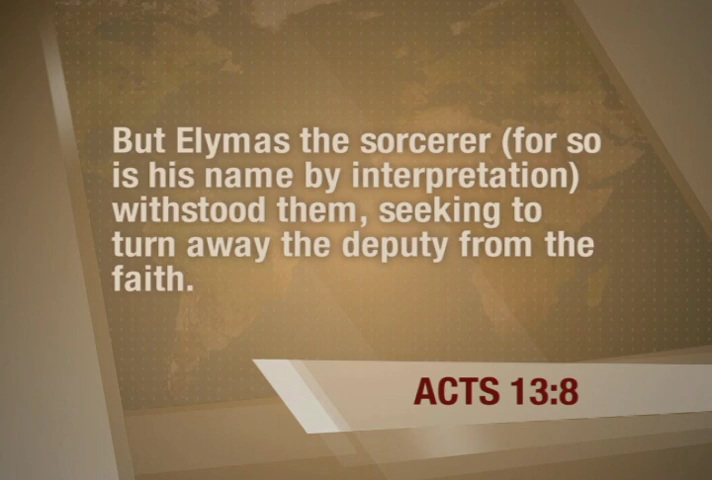 But Elymas the sorcerer (for so
is his name by interpretation)
withstood them, seeking to
turn away the deputy from the
faith.
ACTS 13:8